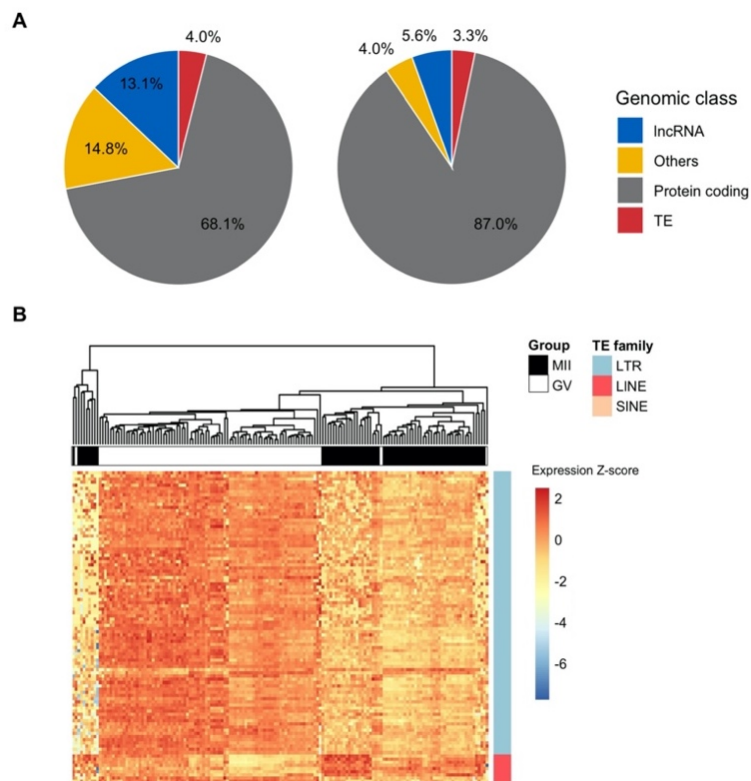 A
4.0%
13.1%
14.8%
68.1%
4.0%
5.6%
3.3%
87.0%
Genomic class
lncRNA
Others
Protein coding
TE
B
Group
MII
GV
TE family
LTR
LINE
SINE
Expression Z-score
2
0
-2
-4
-6